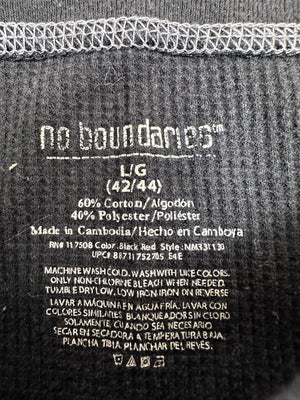 no boundaries™
L/G
(42/44)
60% Cotton/Algodón
40% Polyester/Poliéster
Made in Cambodia/Hecho en Camboya
RN# 117508 Color: Black Red Style: NM331130
UPC# 88711752785 E4E
MACHINE WASH COLD. WASH WITH LIKE COLORS.
ONLY NON-CHLORINE BLEACH WHEN NEEDED.
TUMBLE DRY LOW. LOW IRON. IRON ON REVERSE
LAVAR A MÁQUINA EN AGUA FRÍA. LAVAR CON
COLORES SIMILARES. BLANQUEADOR SIN CLORO
SOLAMENTE CUANDO SEA NECESARIO
SECAR EN SECADORA A TEMPERATURA BAJA.
PLANCHA TIBIA. PLANCHAR DEL REVÉS.